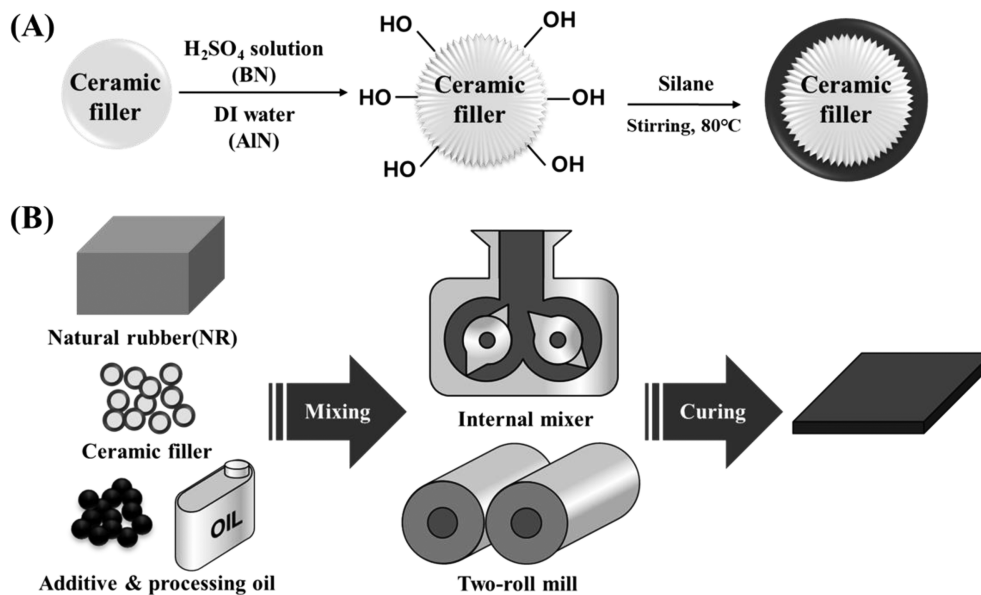 (A)
Ceramic
filler
H₂SO₄ solution
(BN)
DI water
(AlN)
HO
OH
HO
OH
HO
OH
Ceramic
filler
Silane
Stirring, 80℃
Ceramic
filler
(B)
Natural rubber(NR)
Ceramic filler
OIL
Additive & processing oil
Mixing
Internal mixer
Two-roll mill
Curing